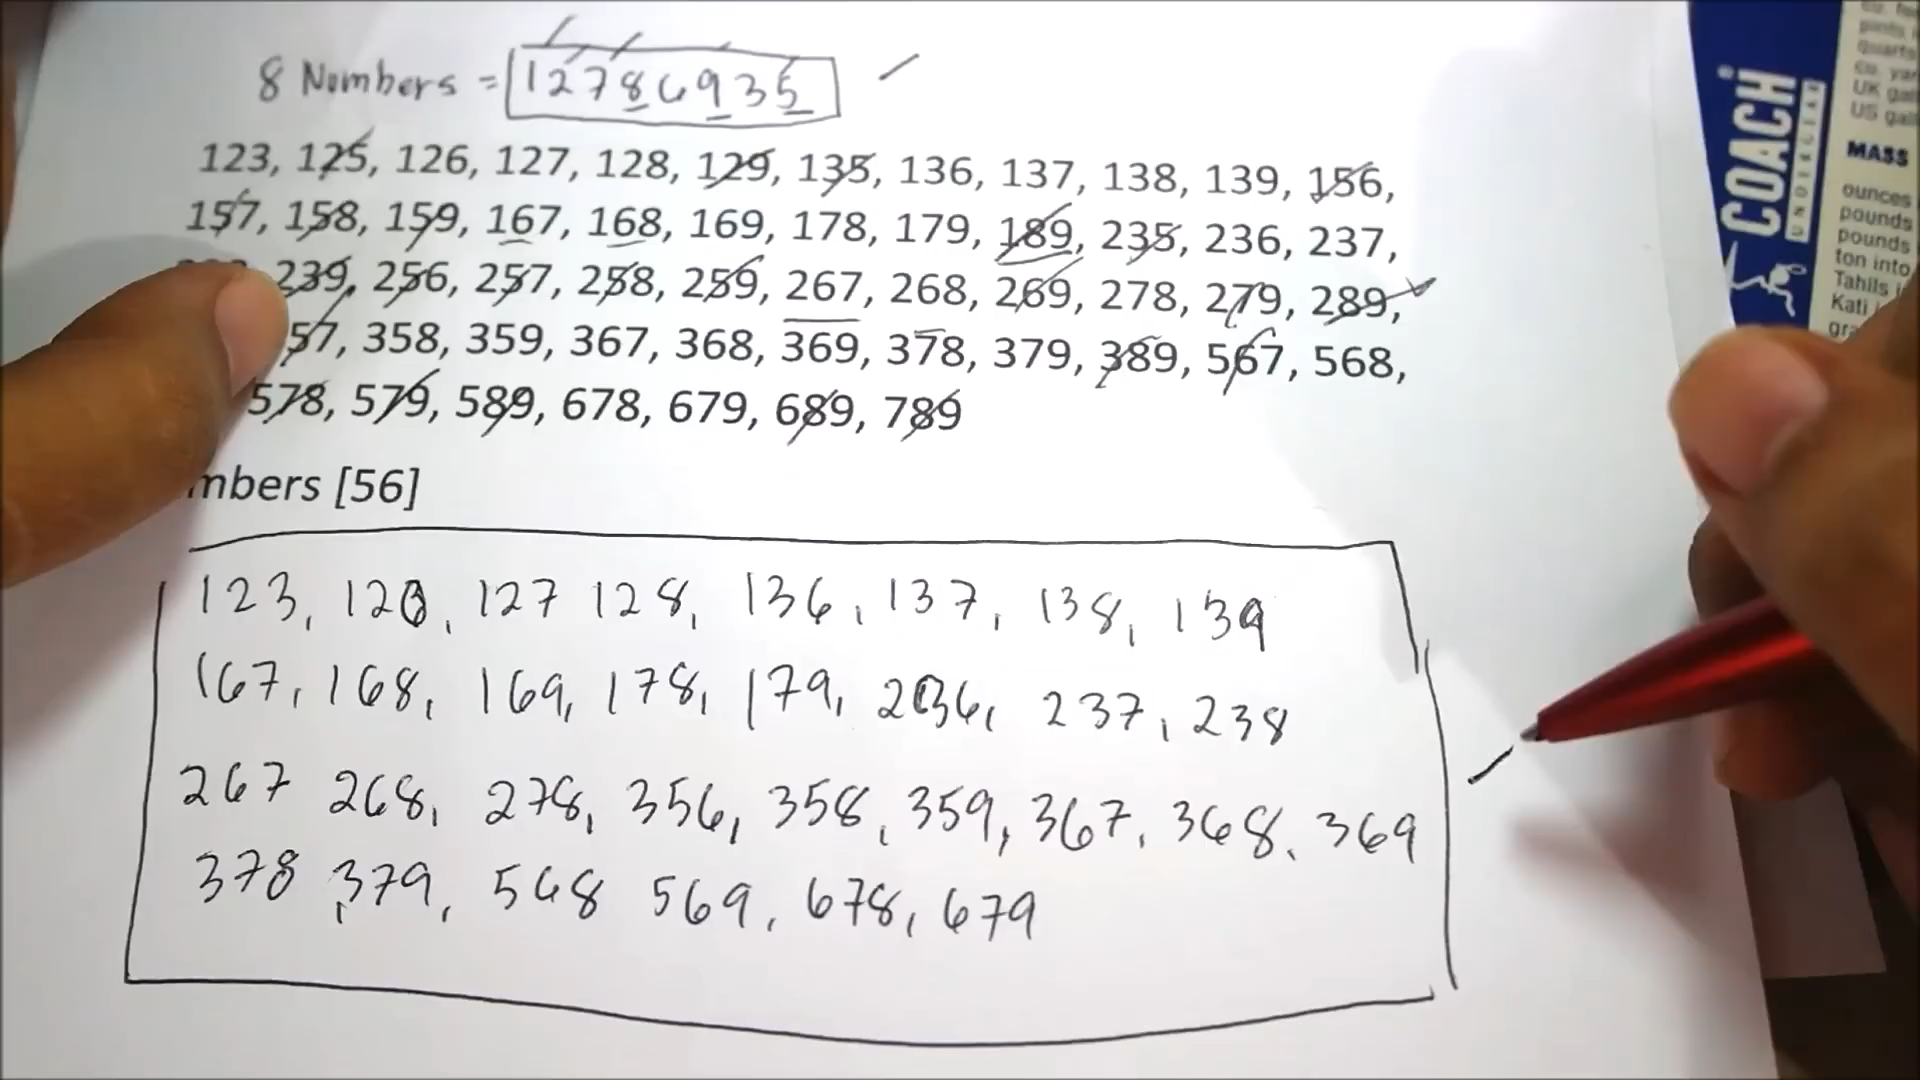 8 Numbers = 12786935
123, 125, 126, 127, 128, 129, 135, 136, 137, 138, 139, 156,
157, 158, 159, 167, 168, 169, 178, 179, 189, 235, 236, 237,
239, 256, 257, 258, 259, 267, 268, 269, 278, 279, 289,
57, 358, 359, 367, 368, 369, 378, 379, 389, 567, 568,
578, 579, 589, 678, 679, 689, 789
mbers [56]
123, 126, 127 128, 136, 137, 138, 139
167, 168, 169, 178, 179, 236, 237, 238
267 268, 278, 356, 358, 359, 367, 368, 369
378, 379, 568 569, 678, 679
COACH
UNDERGEAR
quarts
UK gal
US gal
MASS
ounces
pounds
pounds
ton into
Tahils
Kati